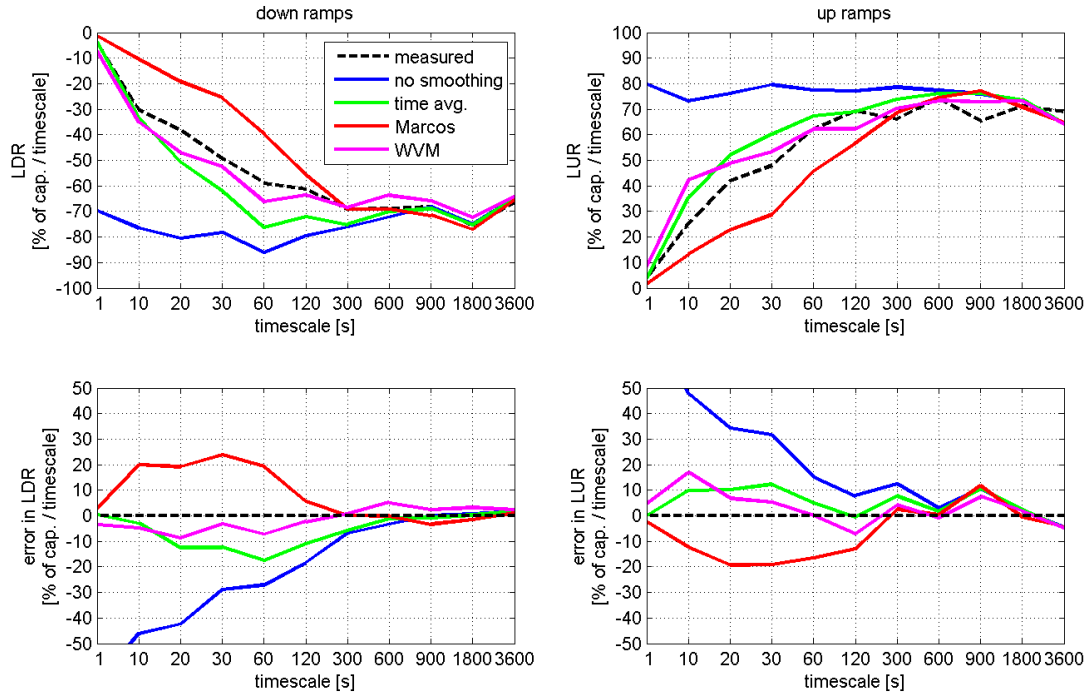 down ramps
0
-10
-20
-30
-40
-50
-60
-70
-80
-90
-100
LDR
[% of cap. / timescale]
measured
no smoothing
time avg.
Marcos
WVM
1 10 20 30 60 120 300 600 900 1800 3600
timescale [s]
up ramps
100
90
80
70
60
50
40
30
20
10
0
LUR
[% of cap. / timescale]
1 10 20 30 60 120 300 600 900 1800 3600
timescale [s]
50
40
30
20
10
0
-10
-20
-30
-40
-50
error in LDR
[% of cap. / timescale]
1 10 20 30 60 120 300 600 900 1800 3600
timescale [s]
50
40
30
20
10
0
-10
-20
-30
-40
-50
error in LUR
[% of cap. / timescale]
1 10 20 30 60 120 300 600 900 1800 3600
timescale [s]